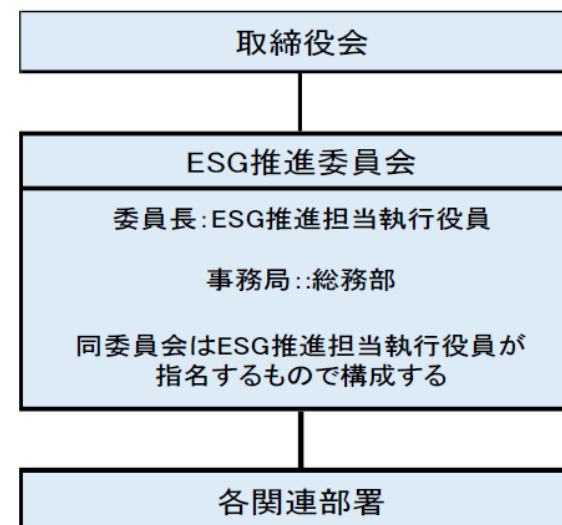 取締役会
ESG推進委員会
委員長:ESG推進担当執行役員
事務局::総務部
同委員会はESG推進担当執行役員が
指名するもので構成する
各関連部署